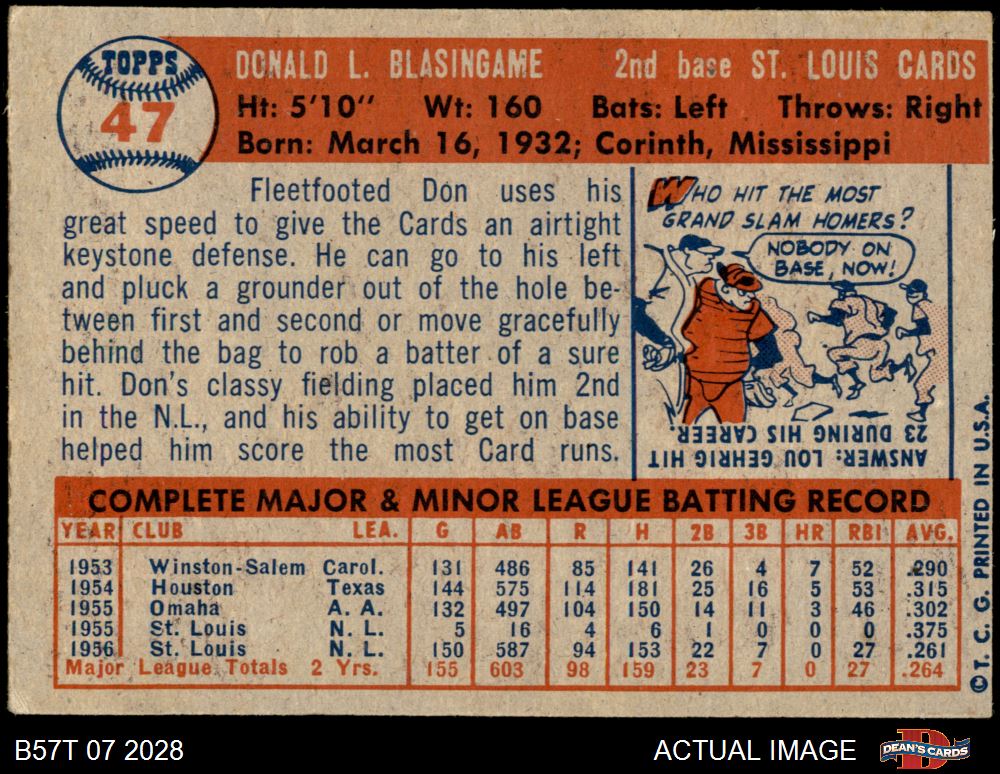 TOPPS
47
DONALD L. BLASINGAME 2nd base ST. LOUIS CARDS
Ht: 5'10" Wt: 160 Bats: Left Throws: Right
Born: March 16, 1932; Corinth, Mississippi
Fleetfooted Don uses his
great speed to give the Cards an airtight
keystone defense. He can go to his left
and pluck a grounder out of the hole be-
tween first and second or move gracefully
behind the bag to rob a batter of a sure
hit. Don's classy fielding placed him 2nd
in the N.L., and his ability to get on base
helped him score the most Card runs.
WHO HIT THE MOST
GRAND SLAM HOMERS?
NOBODY ON
BASE, NOW!
ANSWER: LOU GEHRIG HIT
23 DURING HIS CAREER.
COMPLETE MAJOR & MINOR LEAGUE BATTING RECORD
YEAR CLUB LEA. G AB R H 2B 3B HR RBI AVG.
1953 Winston-Salem Carol. 131 486 85 141 26 4 7 52 .290
1954 Houston Texas 144 575 114 181 25 16 5 53 .315
1955 Omaha A. A. 132 497 104 150 14 11 3 46 .302
1955 St. Louis N. L. 5 16 4 6 1 0 0 0 .375
1956 St. Louis N. L. 150 587 94 153 22 7 0 27 .261
Major League Totals 2 Yrs. 155 603 98 159 23 7 0 27 .264
©T. C. G. PRINTED IN U.S.A.
B57T 07 2028 ACTUAL IMAGE
DEAN'S CARDS